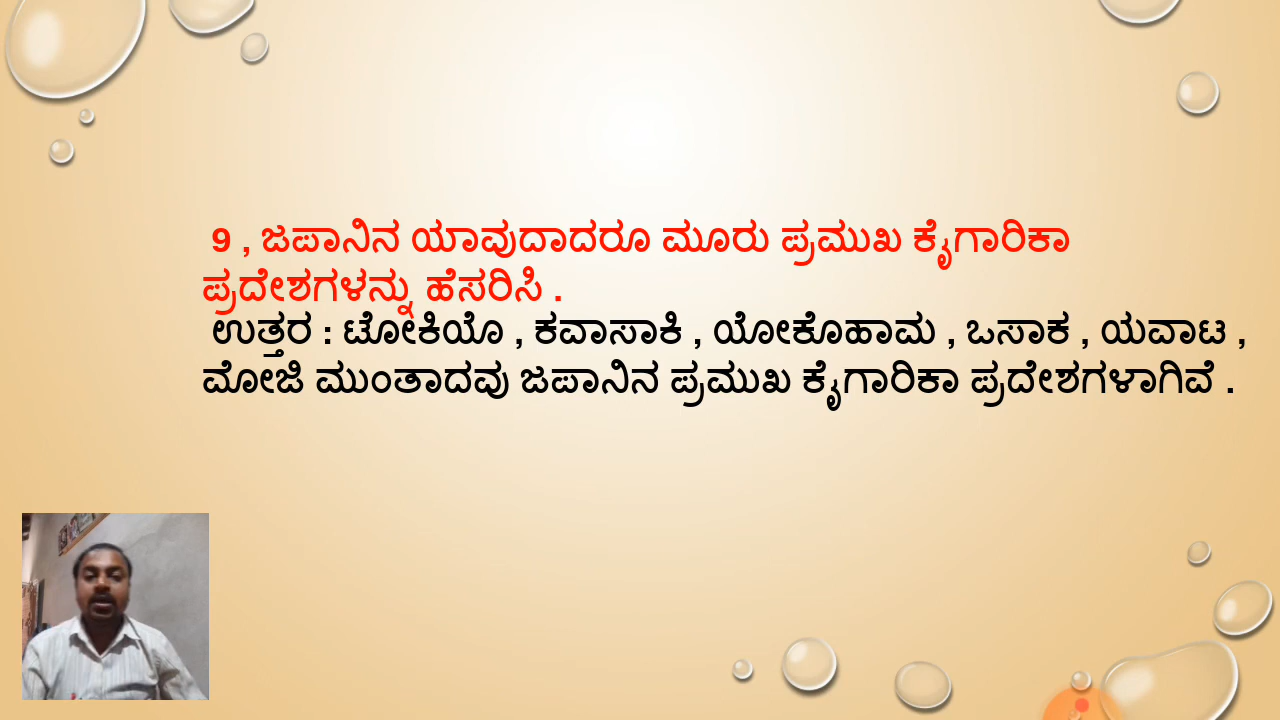 9 , ಜಪಾನಿನ ಯಾವುದಾದರೂ ಮೂರು ಪ್ರಮುಖ ಕೈಗಾರಿಕಾ
ಪ್ರದೇಶಗಳನ್ನು ಹೆಸರಿಸಿ .
ಉತ್ತರ : ಟೋಕಿಯೊ , ಕವಾಸಾಕಿ , ಯೋಕೊಹಾಮ , ಒಸಾಕ , ಯವಾಟ ,
ಮೋಜಿ ಮುಂತಾದವು ಜಪಾನಿನ ಪ್ರಮುಖ ಕೈಗಾರಿಕಾ ಪ್ರದೇಶಗಳಾಗಿವೆ .